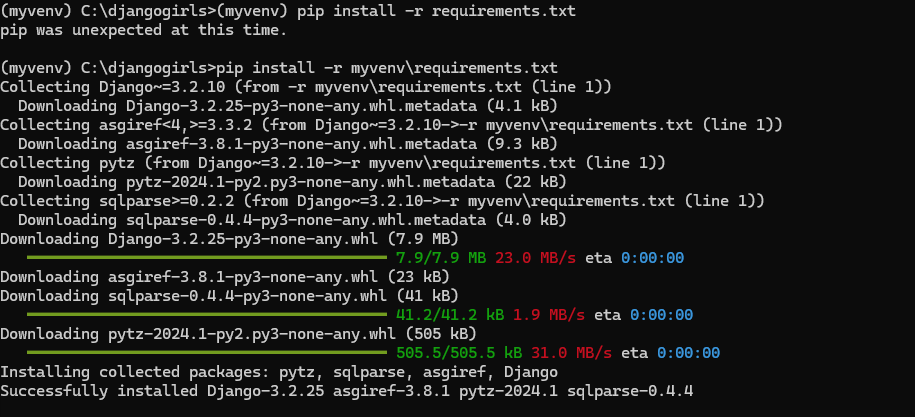 (myvenv) C:\djangogirls>(myvenv) pip install -r requirements.txt
pip was unexpected at this time.
(myvenv) C:\djangogirls>pip install -r myvenv\requirements.txt
Collecting Django~=3.2.10 (from -r myvenv\requirements.txt (line 1))
  Downloading Django-3.2.25-py3-none-any.whl.metadata (4.1 kB)
Collecting asgiref<4,>=3.3.2 (from Django~=3.2.10->-r myvenv\requirements.txt (line 1))
  Downloading asgiref-3.8.1-py3-none-any.whl.metadata (9.3 kB)
Collecting pytz (from Django~=3.2.10->-r myvenv\requirements.txt (line 1))
  Downloading pytz-2024.1-py2.py3-none-any.whl.metadata (22 kB)
Collecting sqlparse>=0.2.2 (from Django~=3.2.10->-r myvenv\requirements.txt (line 1))
  Downloading sqlparse-0.4.4-py3-none-any.whl.metadata (4.0 kB)
Downloading Django-3.2.25-py3-none-any.whl (7.9 MB)
7.9/7.9 MB 23.0 MB/s eta 0:00:00
Downloading asgiref-3.8.1-py3-none-any.whl (23 kB)
Downloading sqlparse-0.4.4-py3-none-any.whl (41 kB)
41.2/41.2 kB 1.9 MB/s eta 0:00:00
Downloading pytz-2024.1-py2.py3-none-any.whl (505 kB)
505.5/505.5 kB 31.0 MB/s eta 0:00:00
Installing collected packages: pytz, sqlparse, asgiref, Django
Successfully installed Django-3.2.25 asgiref-3.8.1 pytz-2024.1 sqlparse-0.4.4